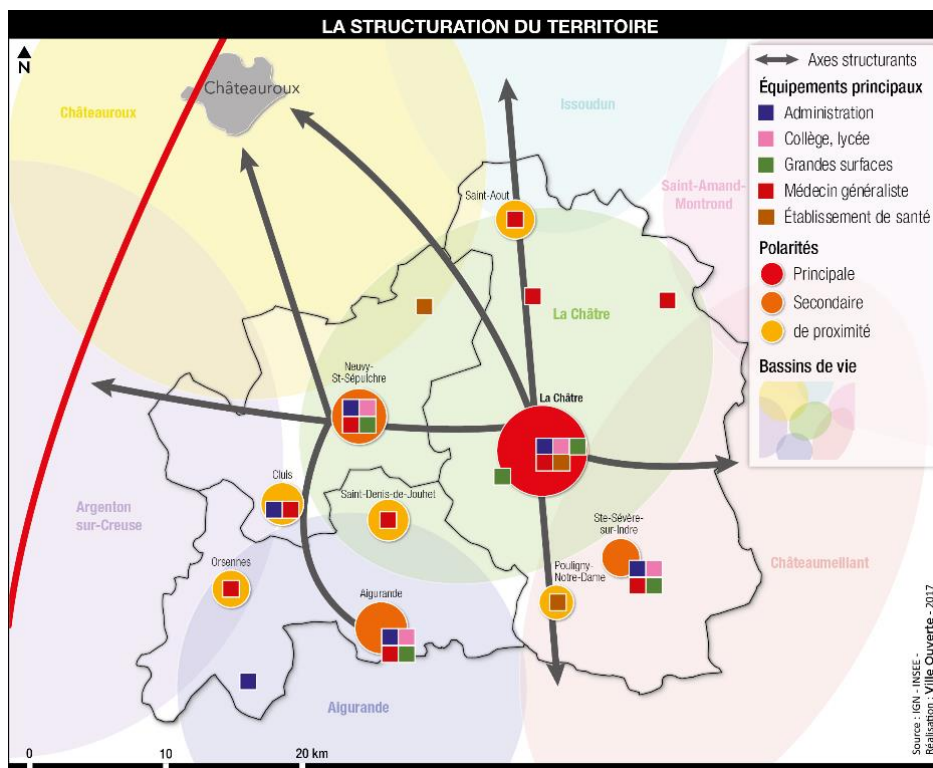 LA STRUCTURATION DU TERRITOIRE
N
Châteauroux
Châteauroux
Issoudun
Saint-Amand-
Montrond
Saint-Aout
La Châtre
Neuvy-
St-Sépulchre
La Châtre
Cluis
Saint-Denis-de-Jouhet
Argenton
sur-Creuse
Orsennes
Ste-Sévère-
sur-Indre
Pouligny-
Notre-Dame
Châteaumeillant
Aigurande
Aigurande
Axes structurants
Équipements principaux
Administration
Collège, lycée
Grandes surfaces
Médecin généraliste
Établissement de santé
Polarités
Principale
Secondaire
de proximité
Bassins de vie
0
10
20 km
Source : IGN - INSEE -
Réalisation : Ville Ouverte - 2017